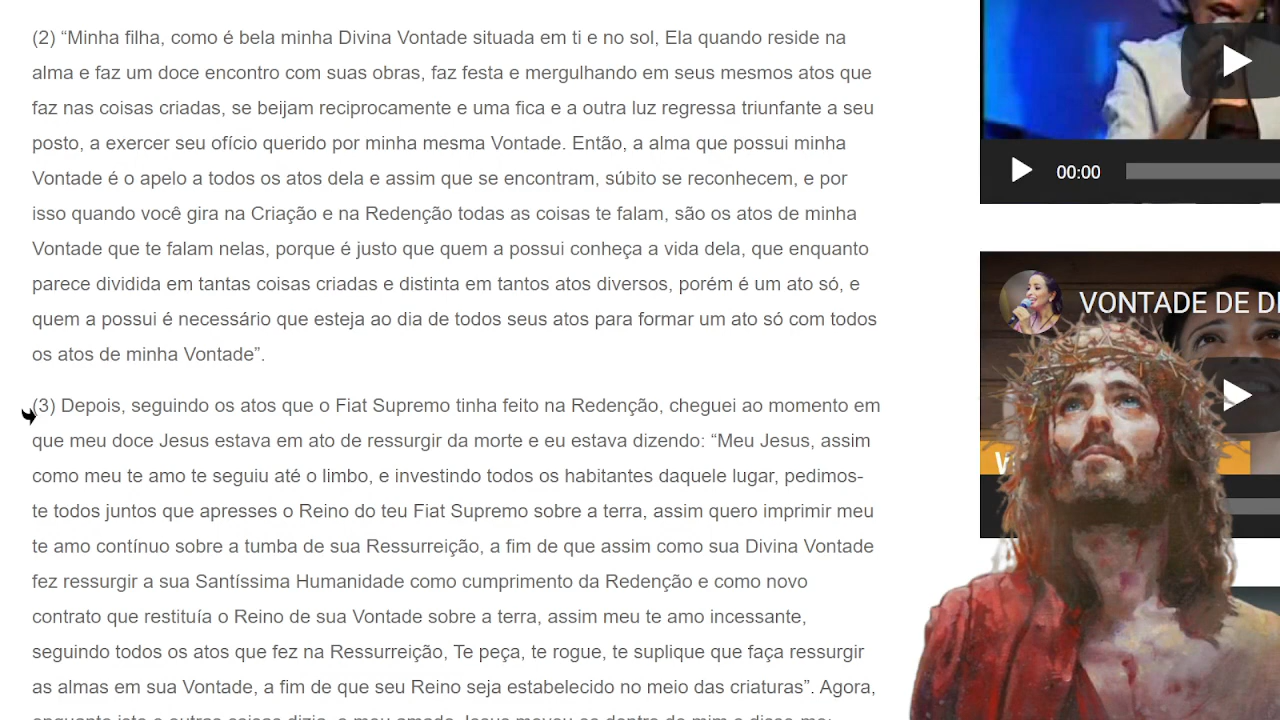 (2) “Minha filha, como é bela minha Divina Vontade situada em ti e no sol, Ela quando reside na
alma e faz um doce encontro com suas obras, faz festa e mergulhando em seus mesmos atos que
faz nas coisas criadas, se beijam reciprocamente e uma fica e a outra luz regressa triunfante a seu
posto, a exercer seu ofício querido por minha mesma Vontade. Então, a alma que possui minha
Vontade é o apelo a todos os atos dela e assim que se encontram, súbito se reconhecem, e por
isso quando você gira na Criação e na Redenção todas as coisas te falam, são os atos de minha
Vontade que te falam nelas, porque é justo que quem a possui conheça a vida dela, que enquanto
parece dividida em tantas coisas criadas e distinta em tantos atos diversos, porém é um ato só, e
quem a possui é necessário que esteja ao dia de todos seus atos para formar um ato só com todos
os atos de minha Vontade”.
(3) Depois, seguindo os atos que o Fiat Supremo tinha feito na Redenção, cheguei ao momento em
que meu doce Jesus estava em ato de ressurgir da morte e eu estava dizendo: “Meu Jesus, assim
como meu te amo te seguiu até o limbo, e investindo todos os habitantes daquele lugar, pedimos-
te todos juntos que apresses o Reino do teu Fiat Supremo sobre a terra, assim quero imprimir meu
te amo contínuo sobre a tumba de sua Ressurreição, a fim de que assim como sua Divina Vontade
fez ressurgir a sua Santíssima Humanidade como cumprimento da Redenção e como novo
contrato que restituía o Reino de sua Vontade sobre a terra, assim meu te amo incessante,
seguindo todos os atos que fez na Ressurreição, Te peça, te rogue, te suplique que faça ressurgir
as almas em sua Vontade, a fim de que seu Reino seja estabelecido no meio das criaturas”. Agora,
enquanto isto e outras coisas dizia, o meu amado Jesus moveu-se dentro de mim e disse-me:
00:00
VONTADE DE